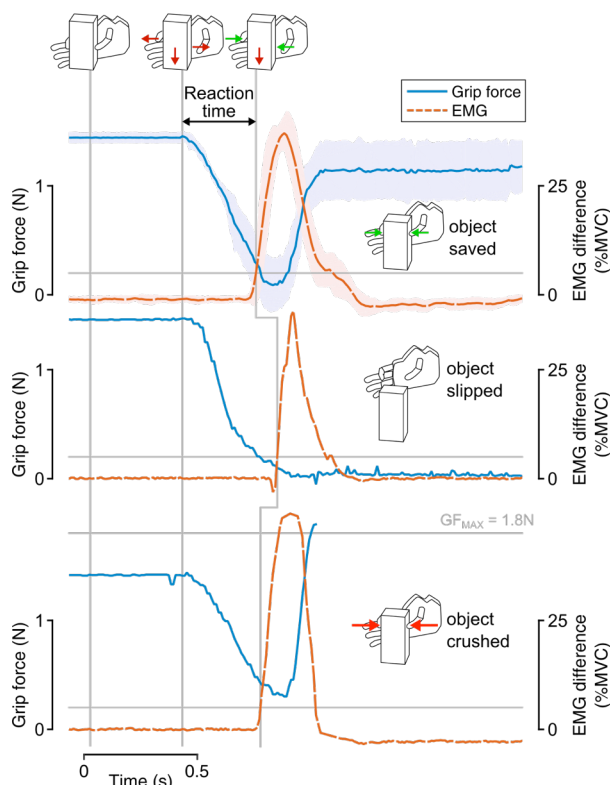 Reaction
time
Grip force
EMG
Grip force (N)
1
0
25
0
EMG difference
(%MVC)
object
saved
Grip force (N)
1
0
25
0
EMG difference
(%MVC)
object
slipped
GFMAX = 1.8N
Grip force (N)
1
0
25
0
EMG difference
(%MVC)
object
crushed
0
0.5
Time (s)